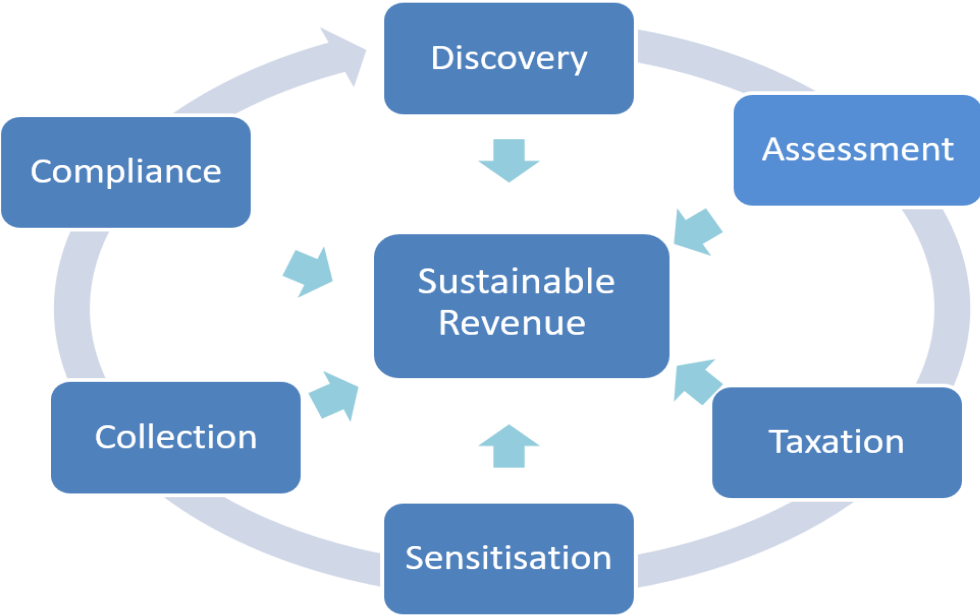 Discovery
Assessment
Compliance
Sustainable
Revenue
Collection
Taxation
Sensitisation